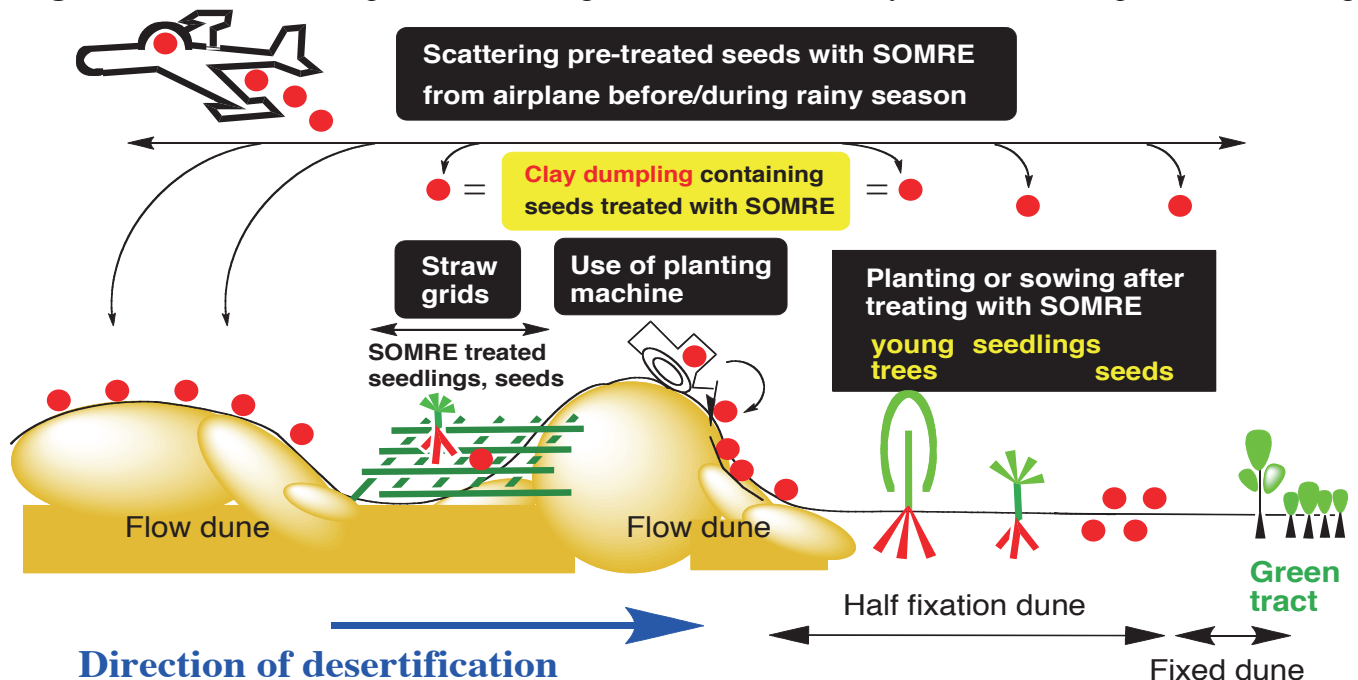 Scattering pre-treated seeds with SOMRE
from airplane before/during rainy season
= Clay dumpling containing =
seeds treated with SOMRE
Straw
grids
Use of planting
machine
Planting or sowing after
treating with SOMRE
young seedlings
trees seeds
SOMRE treated
seedlings, seeds
Flow dune
Flow dune
Green
tract
Half fixation dune
Direction of desertification
Fixed dune